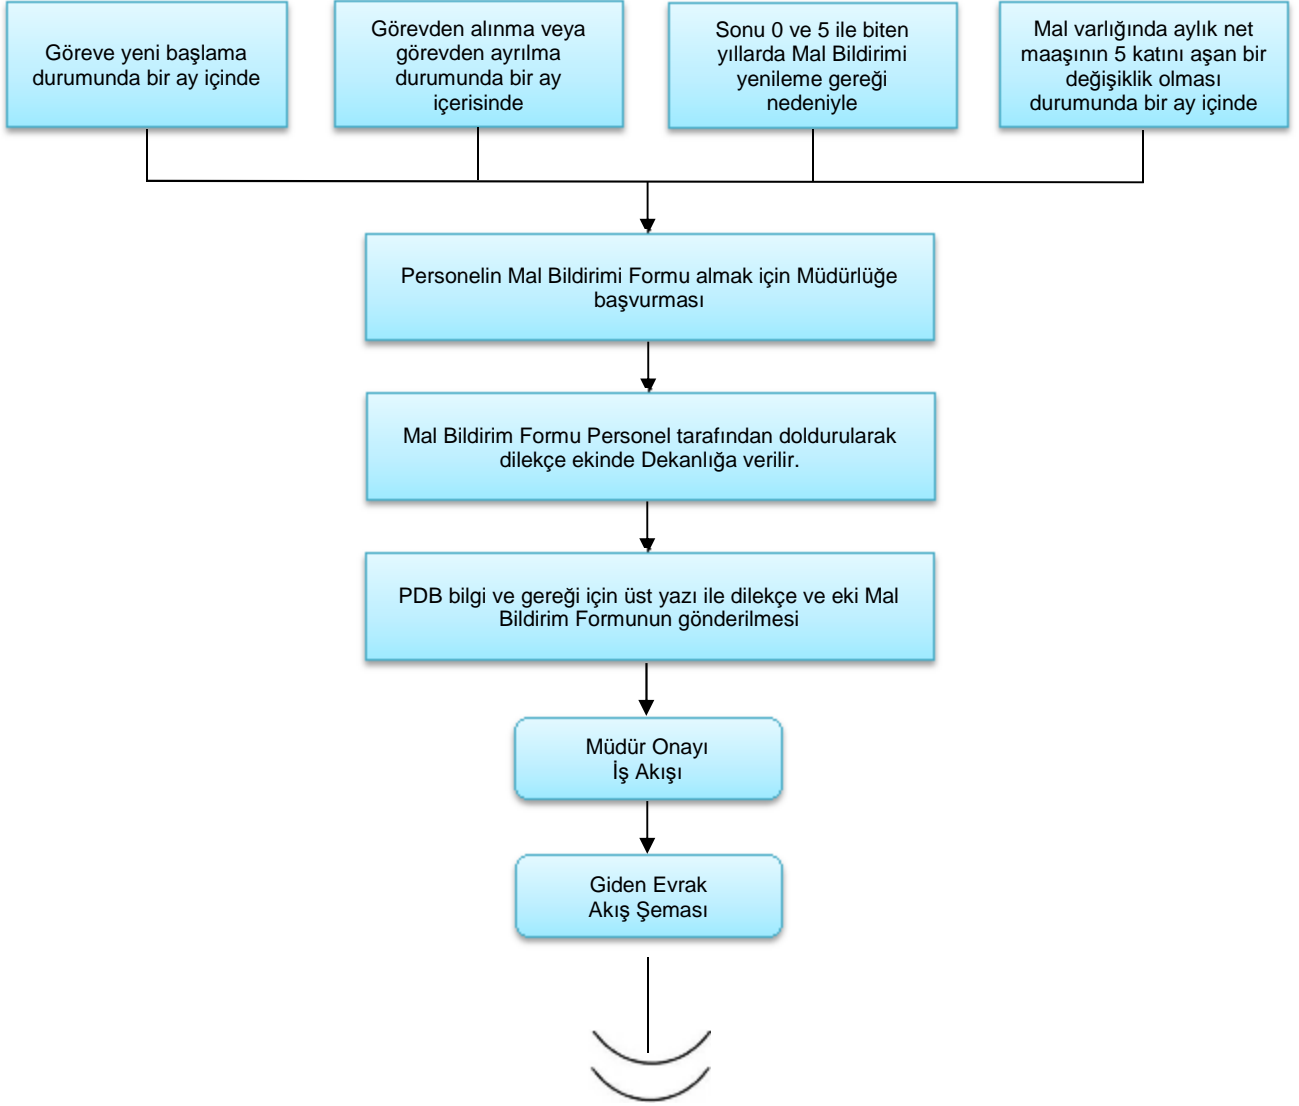 Göreve yeni başlama
durumunda bir ay içinde
Görevden alınma veya
görevden ayrılma
durumunda bir ay
içerisinde
Sonu 0 ve 5 ile biten
yıllarda Mal Bildirimi
yenileme gereği
nedeniyle
Mal varlığında aylık net
maaşının 5 katını aşan bir
değişiklik olması
durumunda bir ay içinde
Personelin Mal Bildirimi Formu almak için Müdürlüğe
başvurması
Mal Bildirim Formu Personel tarafından doldurularak
dilekçe ekinde Dekanlığa verilir.
PDB bilgi ve gereği için üst yazı ile dilekçe ve eki Mal
Bildirim Formunun gönderilmesi
Müdür Onayı
İş Akışı
Giden Evrak
Akış Şeması